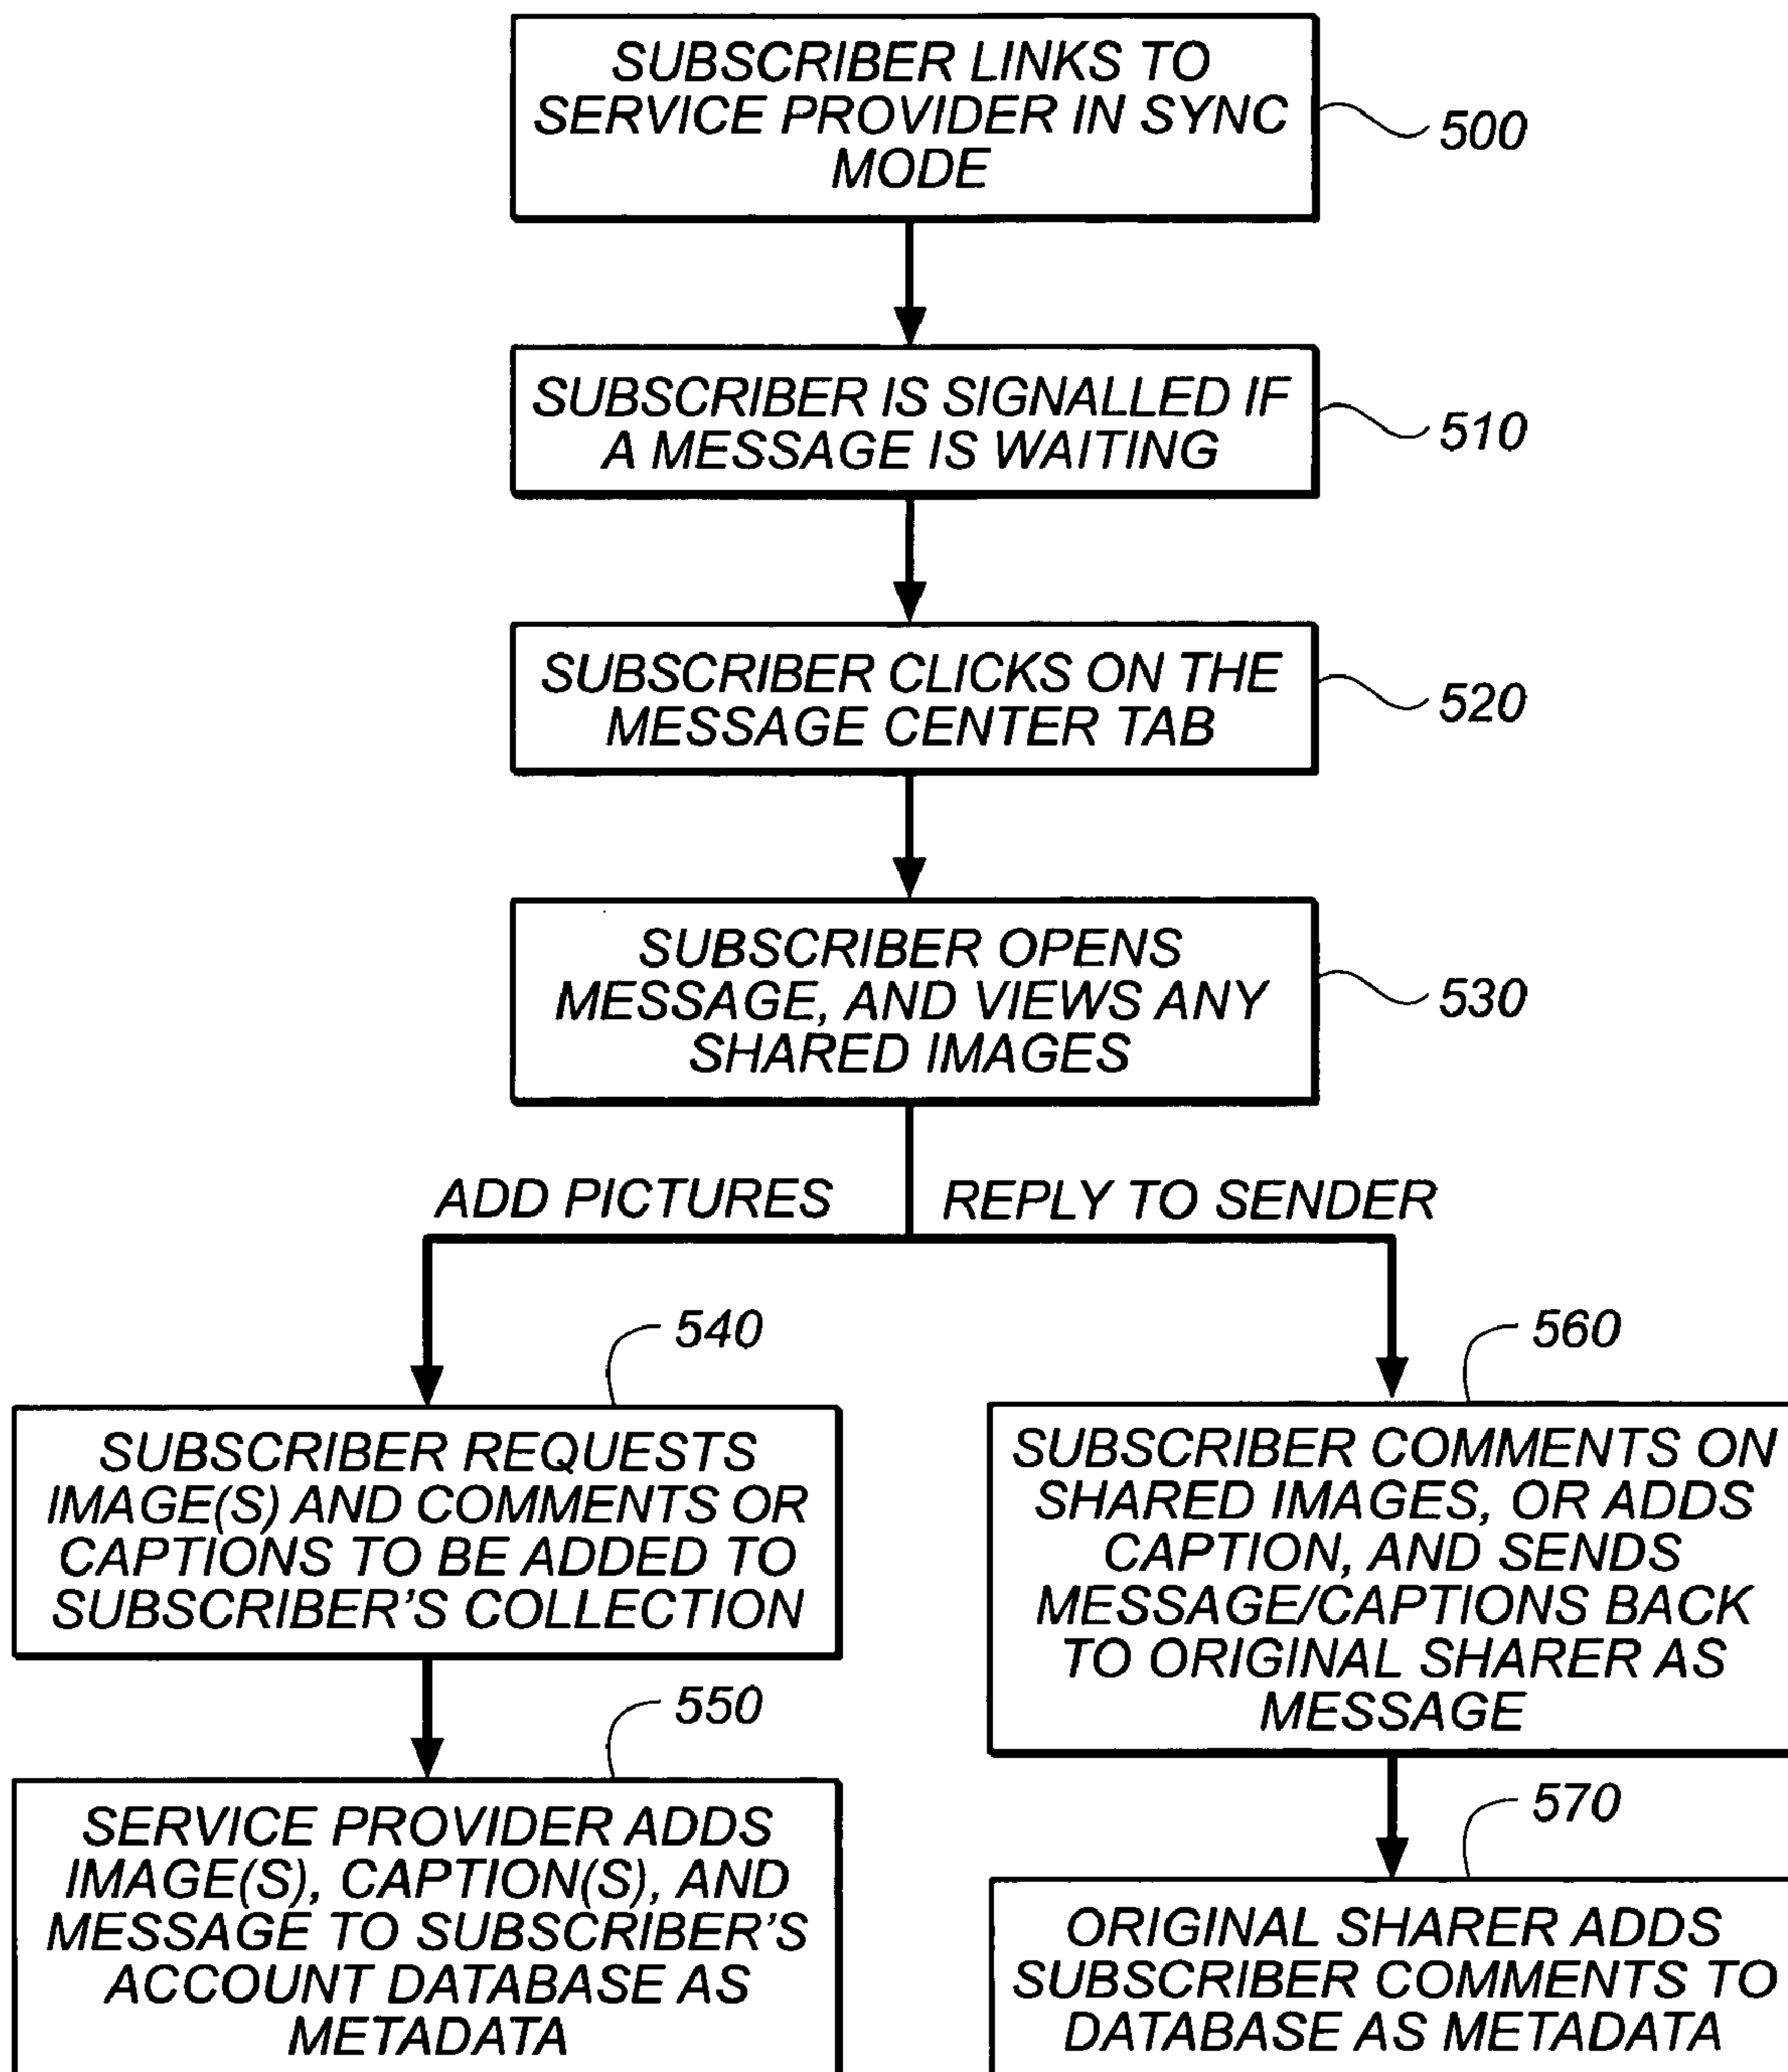 SUBSCRIBER LINKS TO
SERVICE PROVIDER IN SYNC
MODE
500
SUBSCRIBER IS SIGNALLED IF
A MESSAGE IS WAITING
510
SUBSCRIBER CLICKS ON THE
MESSAGE CENTER TAB
520
SUBSCRIBER OPENS
MESSAGE, AND VIEWS ANY
SHARED IMAGES
530
ADD PICTURES
REPLY TO SENDER
540
SUBSCRIBER REQUESTS
IMAGE(S) AND COMMENTS OR
CAPTIONS TO BE ADDED TO
SUBSCRIBER'S COLLECTION
550
SERVICE PROVIDER ADDS
IMAGE(S), CAPTION(S), AND
MESSAGE TO SUBSCRIBER'S
ACCOUNT DATABASE AS
METADATA
560
SUBSCRIBER COMMENTS ON
SHARED IMAGES, OR ADDS
CAPTION, AND SENDS
MESSAGE/CAPTIONS BACK
TO ORIGINAL SHARER AS
MESSAGE
570
ORIGINAL SHARER ADDS
SUBSCRIBER COMMENTS TO
DATABASE AS METADATA